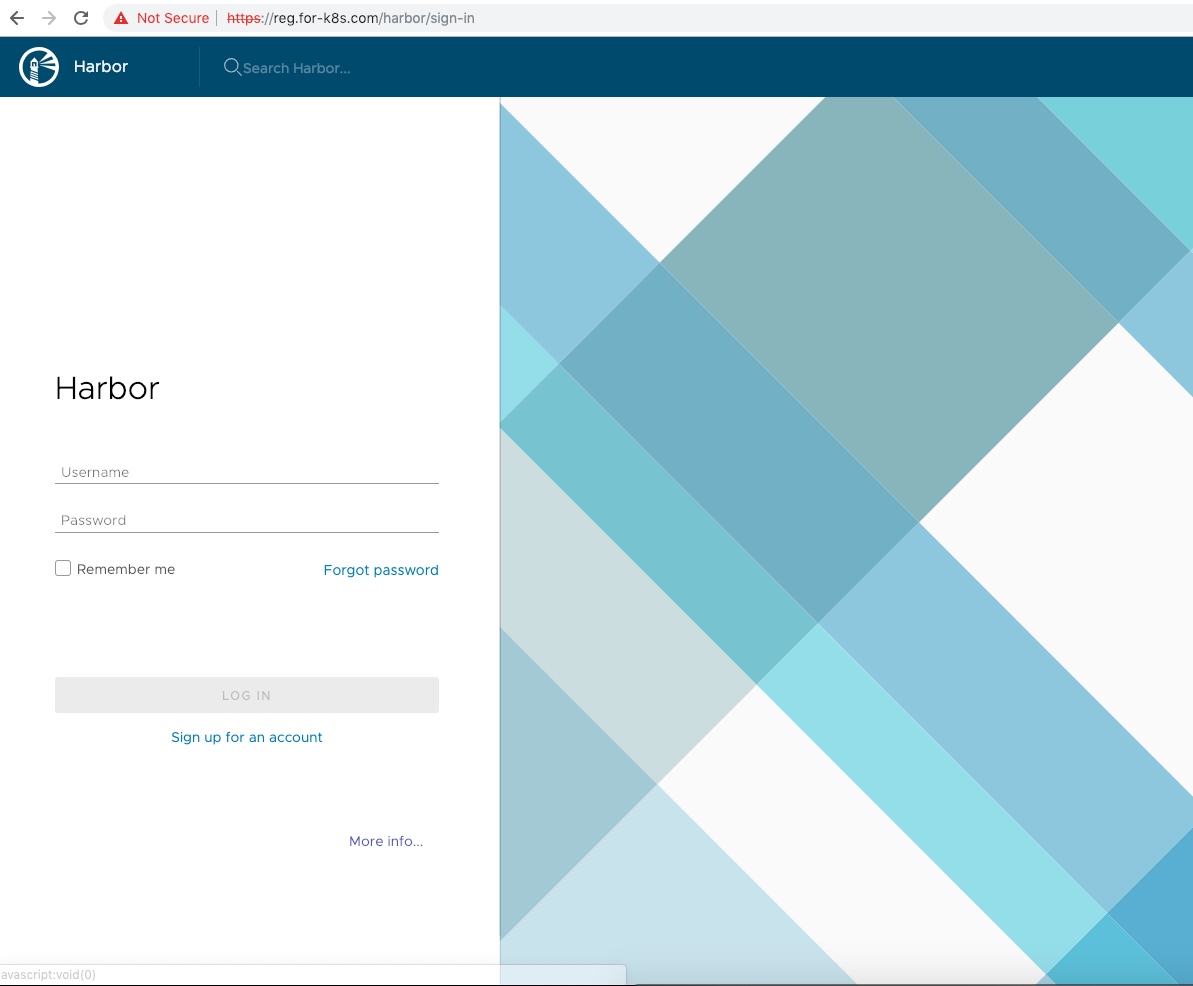 Not Secure | https://reg.for-k8s.com/harbor/sign-in
Harbor
Search Harbor...
Harbor
Username
Password
Remember me
Forgot password
LOG IN
Sign up for an account
More info...
avascript:void(0)